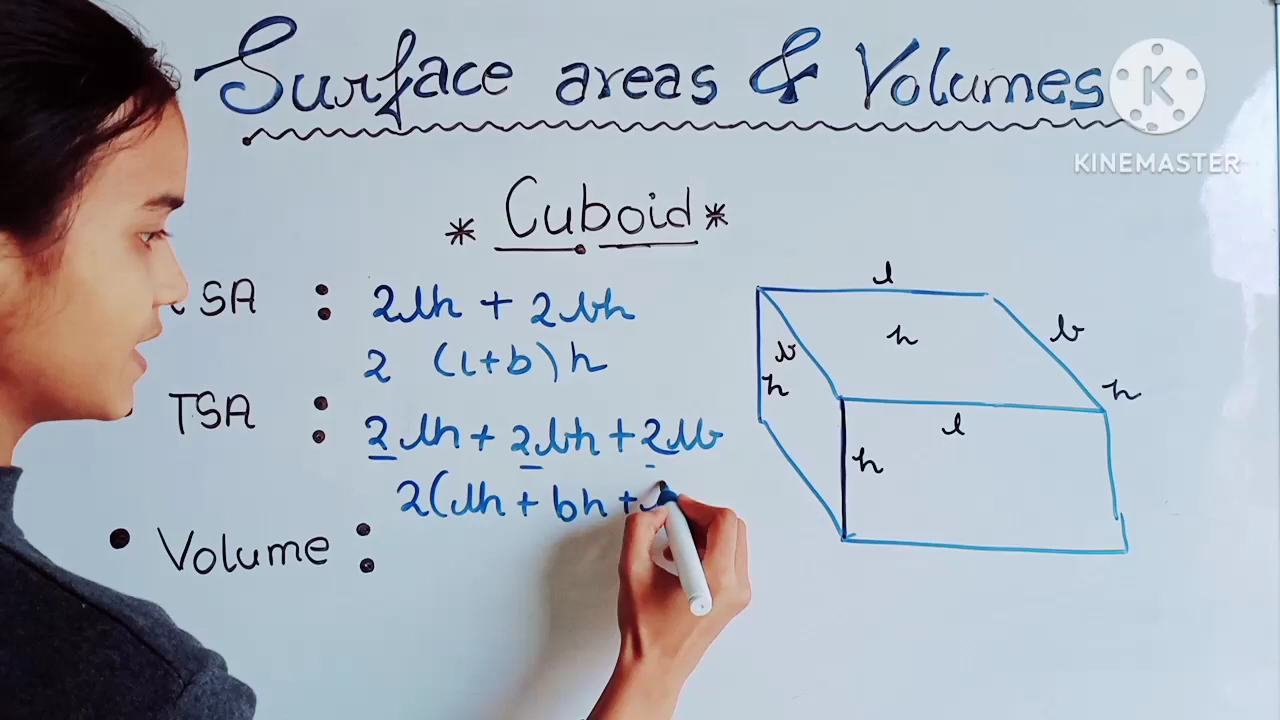 Surface areas & Volumes
K
KINEMASTER
* Cuboid *
SA : 2lh + 2bh
2 (l+b)h
• TSA : 2lh + 2bh + 2lb
2(lh + bh +
• Volume :
l
b
h
b
h
h
l
h